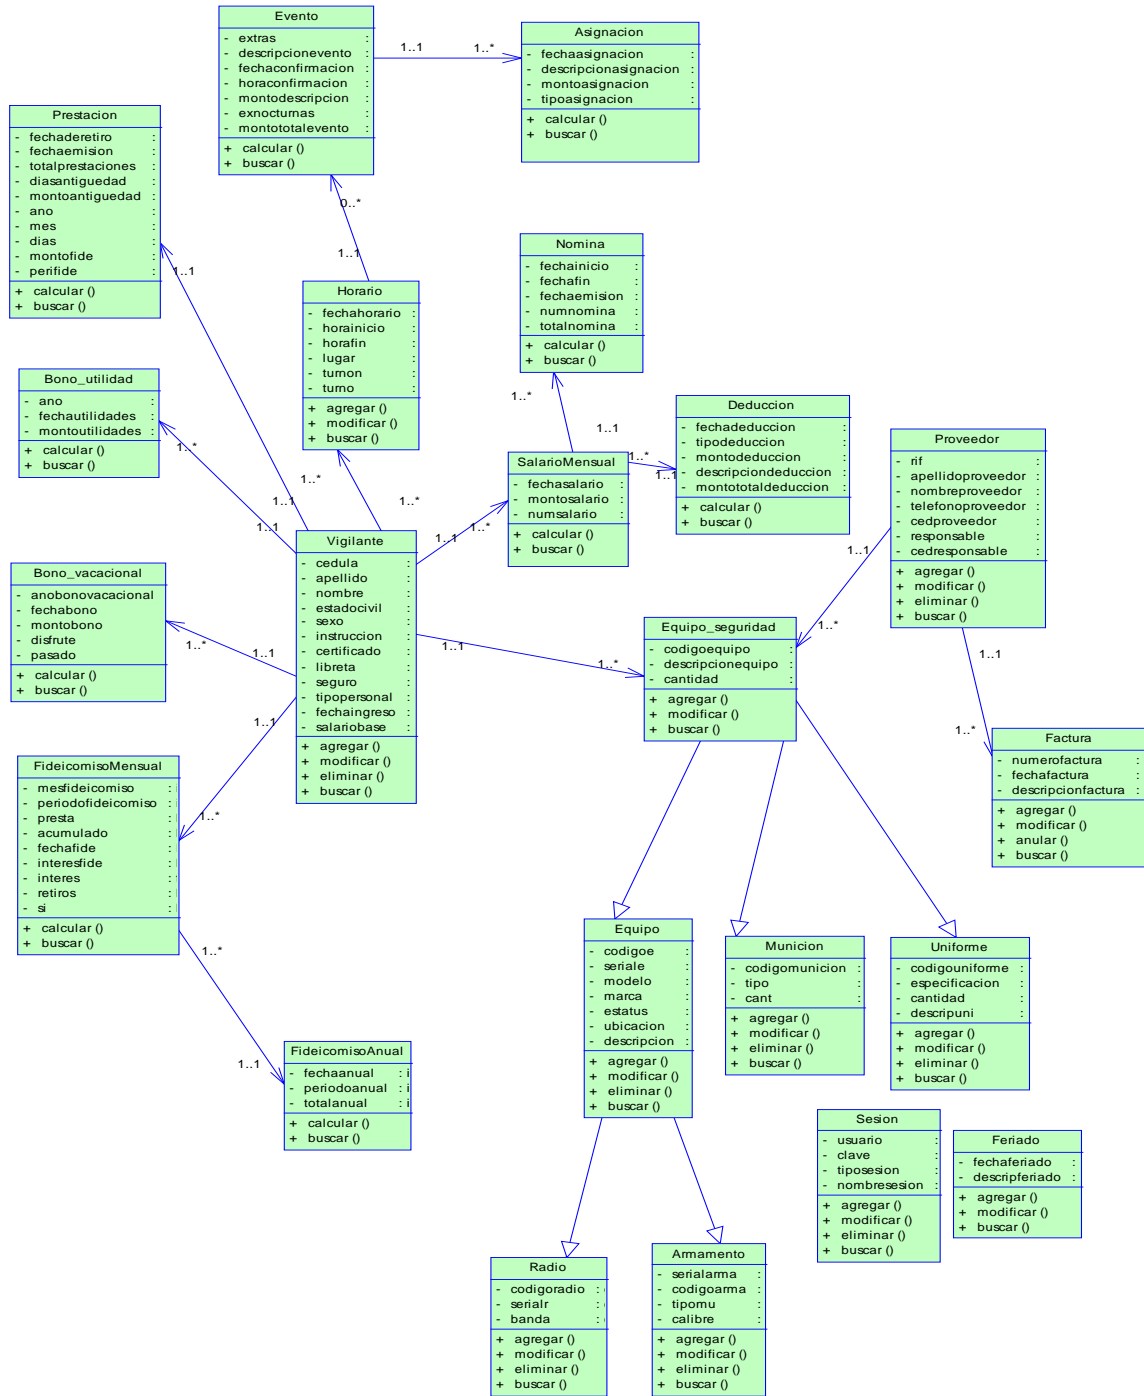 Evento
- extras :
- descripcionevento :
- fechaconfirmacion :
- horaconfirmacion :
- montodescripcion :
- exnocturnas :
- montototalevento :
+ calcular ()
+ buscar ()
1..1
1..*
Asignacion
- fechaasignacion :
- descripcionasignacion :
- montoasignacion :
- tipoasignacion :
+ calcular ()
+ buscar ()
Prestacion
- fechaderetiro :
- fechaemision :
- totalprestaciones :
- diasantiguedad :
- montoantiguedad :
- ano :
- mes :
- dias :
- montofide :
- perifide :
+ calcular ()
+ buscar ()
1..1
0..*
1..1
Horario
- fechahorario :
- horainicio :
- horafin :
- lugar :
- turnon :
- turno :
+ agregar ()
+ modificar ()
+ buscar ()
Nomina
- fechainicio :
- fechafin :
- fechaemision :
- numnomina :
- totalnomina :
+ calcular ()
+ buscar ()
1..*
1..1
Bono_utilidad
- ano :
- fechautilidades :
- montoutilidades :
+ calcular ()
+ buscar ()
1..*
1..1
1..1
1..*
1..*
SalarioMensual
- fechasalario :
- montosalario :
- numsalario :
+ calcular ()
+ buscar ()
1..*
1..1
Deduccion
- fechadeduccion :
- tipodeduccion :
- montodeduccion :
- descripciondeduccion :
- montototaldeduccion :
+ calcular ()
+ buscar ()
Proveedor
- rif :
- apellidoproveedor :
- nombreproveedor :
- telefonoproveedor :
- cedproveedor :
- responsable :
- cedresponsable :
+ agregar ()
+ modificar ()
+ eliminar ()
+ buscar ()
1..1
1..*
1..1
1..*
Vigilante
- cedula :
- apellido :
- nombre :
- estadocivil :
- sexo :
- instruccion :
- certificado :
- libreta :
- seguro :
- tipopersonal :
- fechaingreso :
- salariobase :
+ agregar ()
+ modificar ()
+ eliminar ()
+ buscar ()
1..1
1..*
1..1
1..*
Bono_vacacional
- anobonovacacional
- fechabono :
- montobono :
- disfrute :
- pasado :
+ calcular ()
+ buscar ()
1..*
1..1
1..1
1..*
Equipo_seguridad
- codigoequipo :
- descripcionequipo :
- cantidad :
+ agregar ()
+ modificar ()
+ buscar ()
Factura
- numerofactura :
- fechafactura :
- descripcionfactura :
+ agregar ()
+ modificar ()
+ anular ()
+ buscar ()
FideicomisoMensual
- mesfideicomiso :
- periodofideicomiso :
- presta :
- acumulado :
- fechafide :
- interesfide :
- interes :
- retiros :
- si :
+ calcular ()
+ buscar ()
1..*
1..1
FideicomisoAnual
- fechaanual : i
- periodoanual : i
- totalanual : i
+ calcular ()
+ buscar ()
Equipo
- codigoe :
- seriale :
- modelo :
- marca :
- estatus :
- ubicacion :
- descripcion :
+ agregar ()
+ modificar ()
+ eliminar ()
+ buscar ()
Municion
- codigomunicion :
- tipo :
- cant :
+ agregar ()
+ modificar ()
+ eliminar ()
+ buscar ()
Uniforme
- codigouniforme :
- especificacion :
- cantidad :
- descripuni :
+ agregar ()
+ modificar ()
+ eliminar ()
+ buscar ()
Sesion
- usuario :
- clave :
- tiposesion :
- nombresesion :
+ agregar ()
+ modificar ()
+ eliminar ()
+ buscar ()
Feriado
- fechaferiado :
- descripferiado :
+ agregar ()
+ modificar ()
+ buscar ()
Radio
- codigoradio :
- serialr :
- banda :
+ agregar ()
+ modificar ()
+ eliminar ()
+ buscar ()
Armamento
- serialarma :
- codigoarma :
- tipomu :
- calibre :
+ agregar ()
+ modificar ()
+ eliminar ()
+ buscar ()